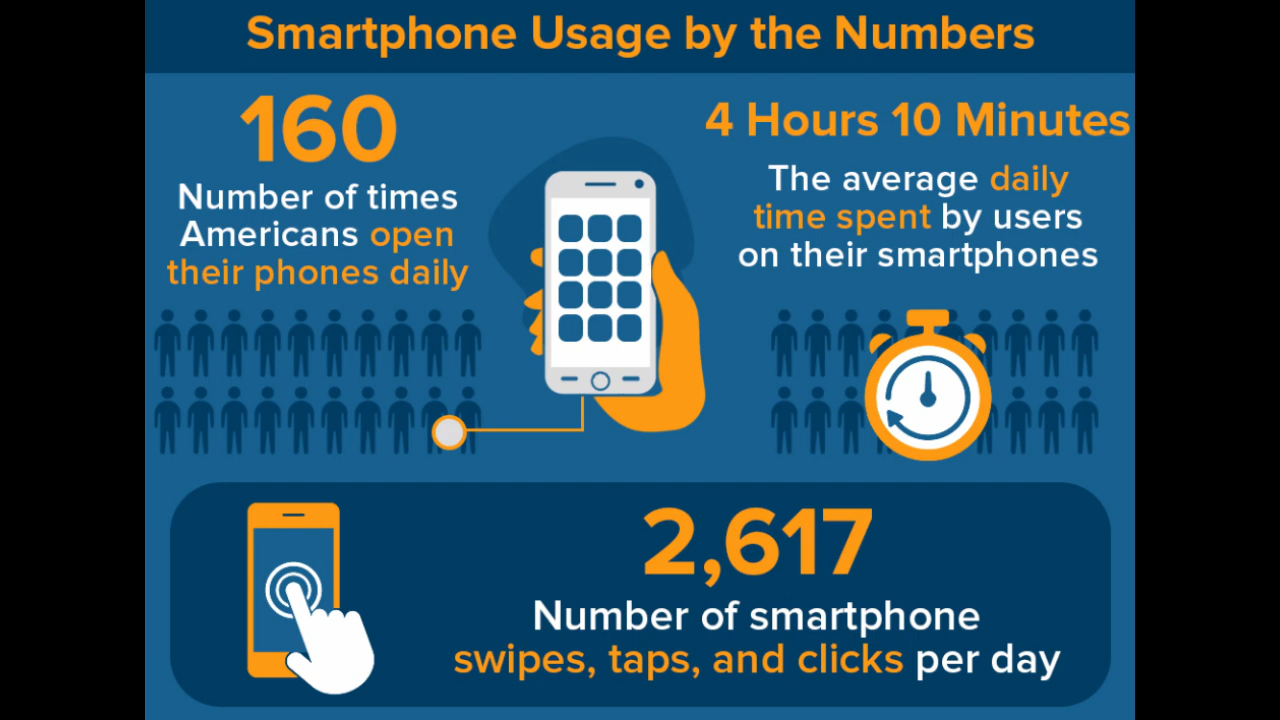 Smartphone Usage by the Numbers
160
Number of times
Americans open
their phones daily
4 Hours 10 Minutes
The average daily
time spent by users
on their smartphones
2,617
Number of smartphone
swipes, taps, and clicks per day